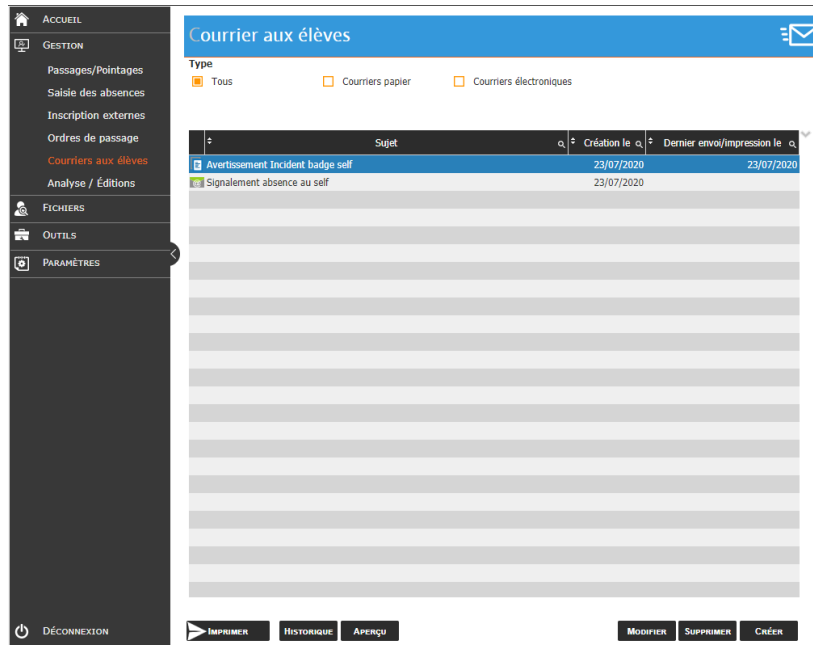 Accueil
Gestion
Passages/Pointages
Saisie des absences
Inscription externes
Ordres de passage
Courriers aux élèves
Analyse / Éditions
Fichiers
Outils
Paramètres
Déconnexion
Courrier aux élèves
Type
Tous Courriers papier Courriers électroniques
Sujet Création le Dernier envoi/impression le
Avertissement Incident badge self 23/07/2020 23/07/2020
Signalement absence au self 23/07/2020
Imprimer Historique Aperçu Modifier Supprimer Créer